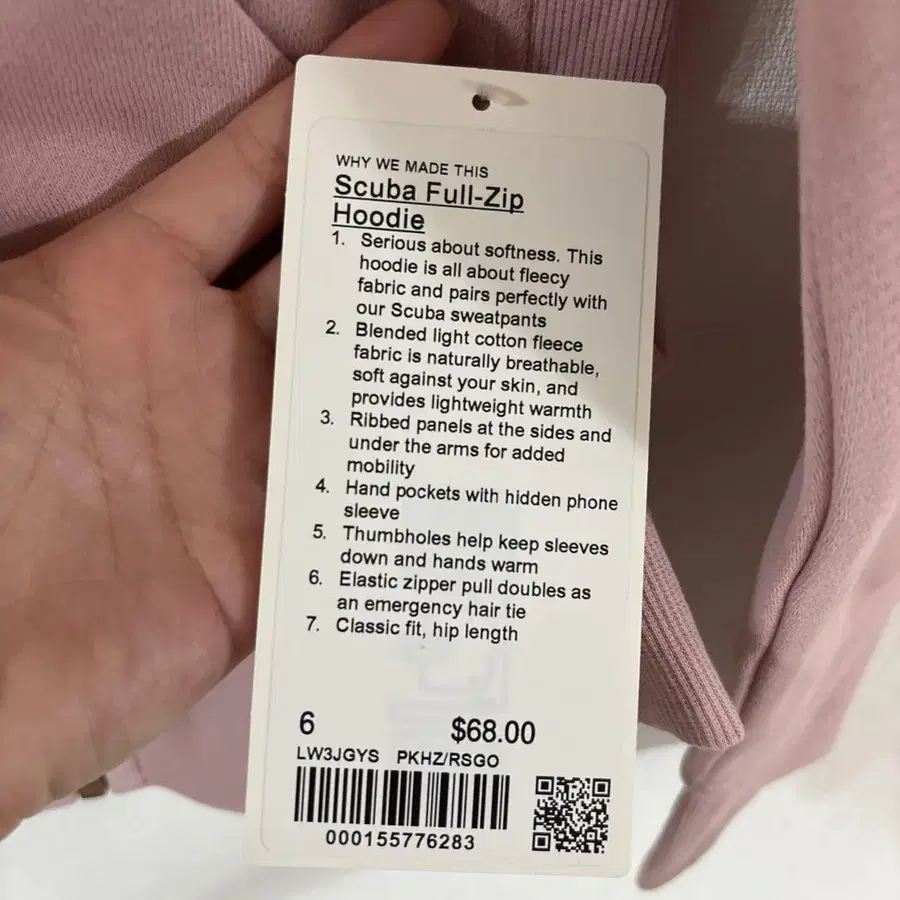 WHY WE MADE THIS
Scuba Full-Zip
Hoodie
1. Serious about softness. This
hoodie is all about fleecy
fabric and pairs perfectly with
our Scuba sweatpants
2. Blended light cotton fleece
fabric is naturally breathable,
soft against your skin, and
provides lightweight warmth
3. Ribbed panels at the sides and
under the arms for added
mobility
4. Hand pockets with hidden phone
sleeve
5. Thumbholes help keep sleeves
down and hands warm
6. Elastic zipper pull doubles as
an emergency hair tie
7. Classic fit, hip length
6 $68.00
LW3JGYS PKHZ/RSGO
000155776283